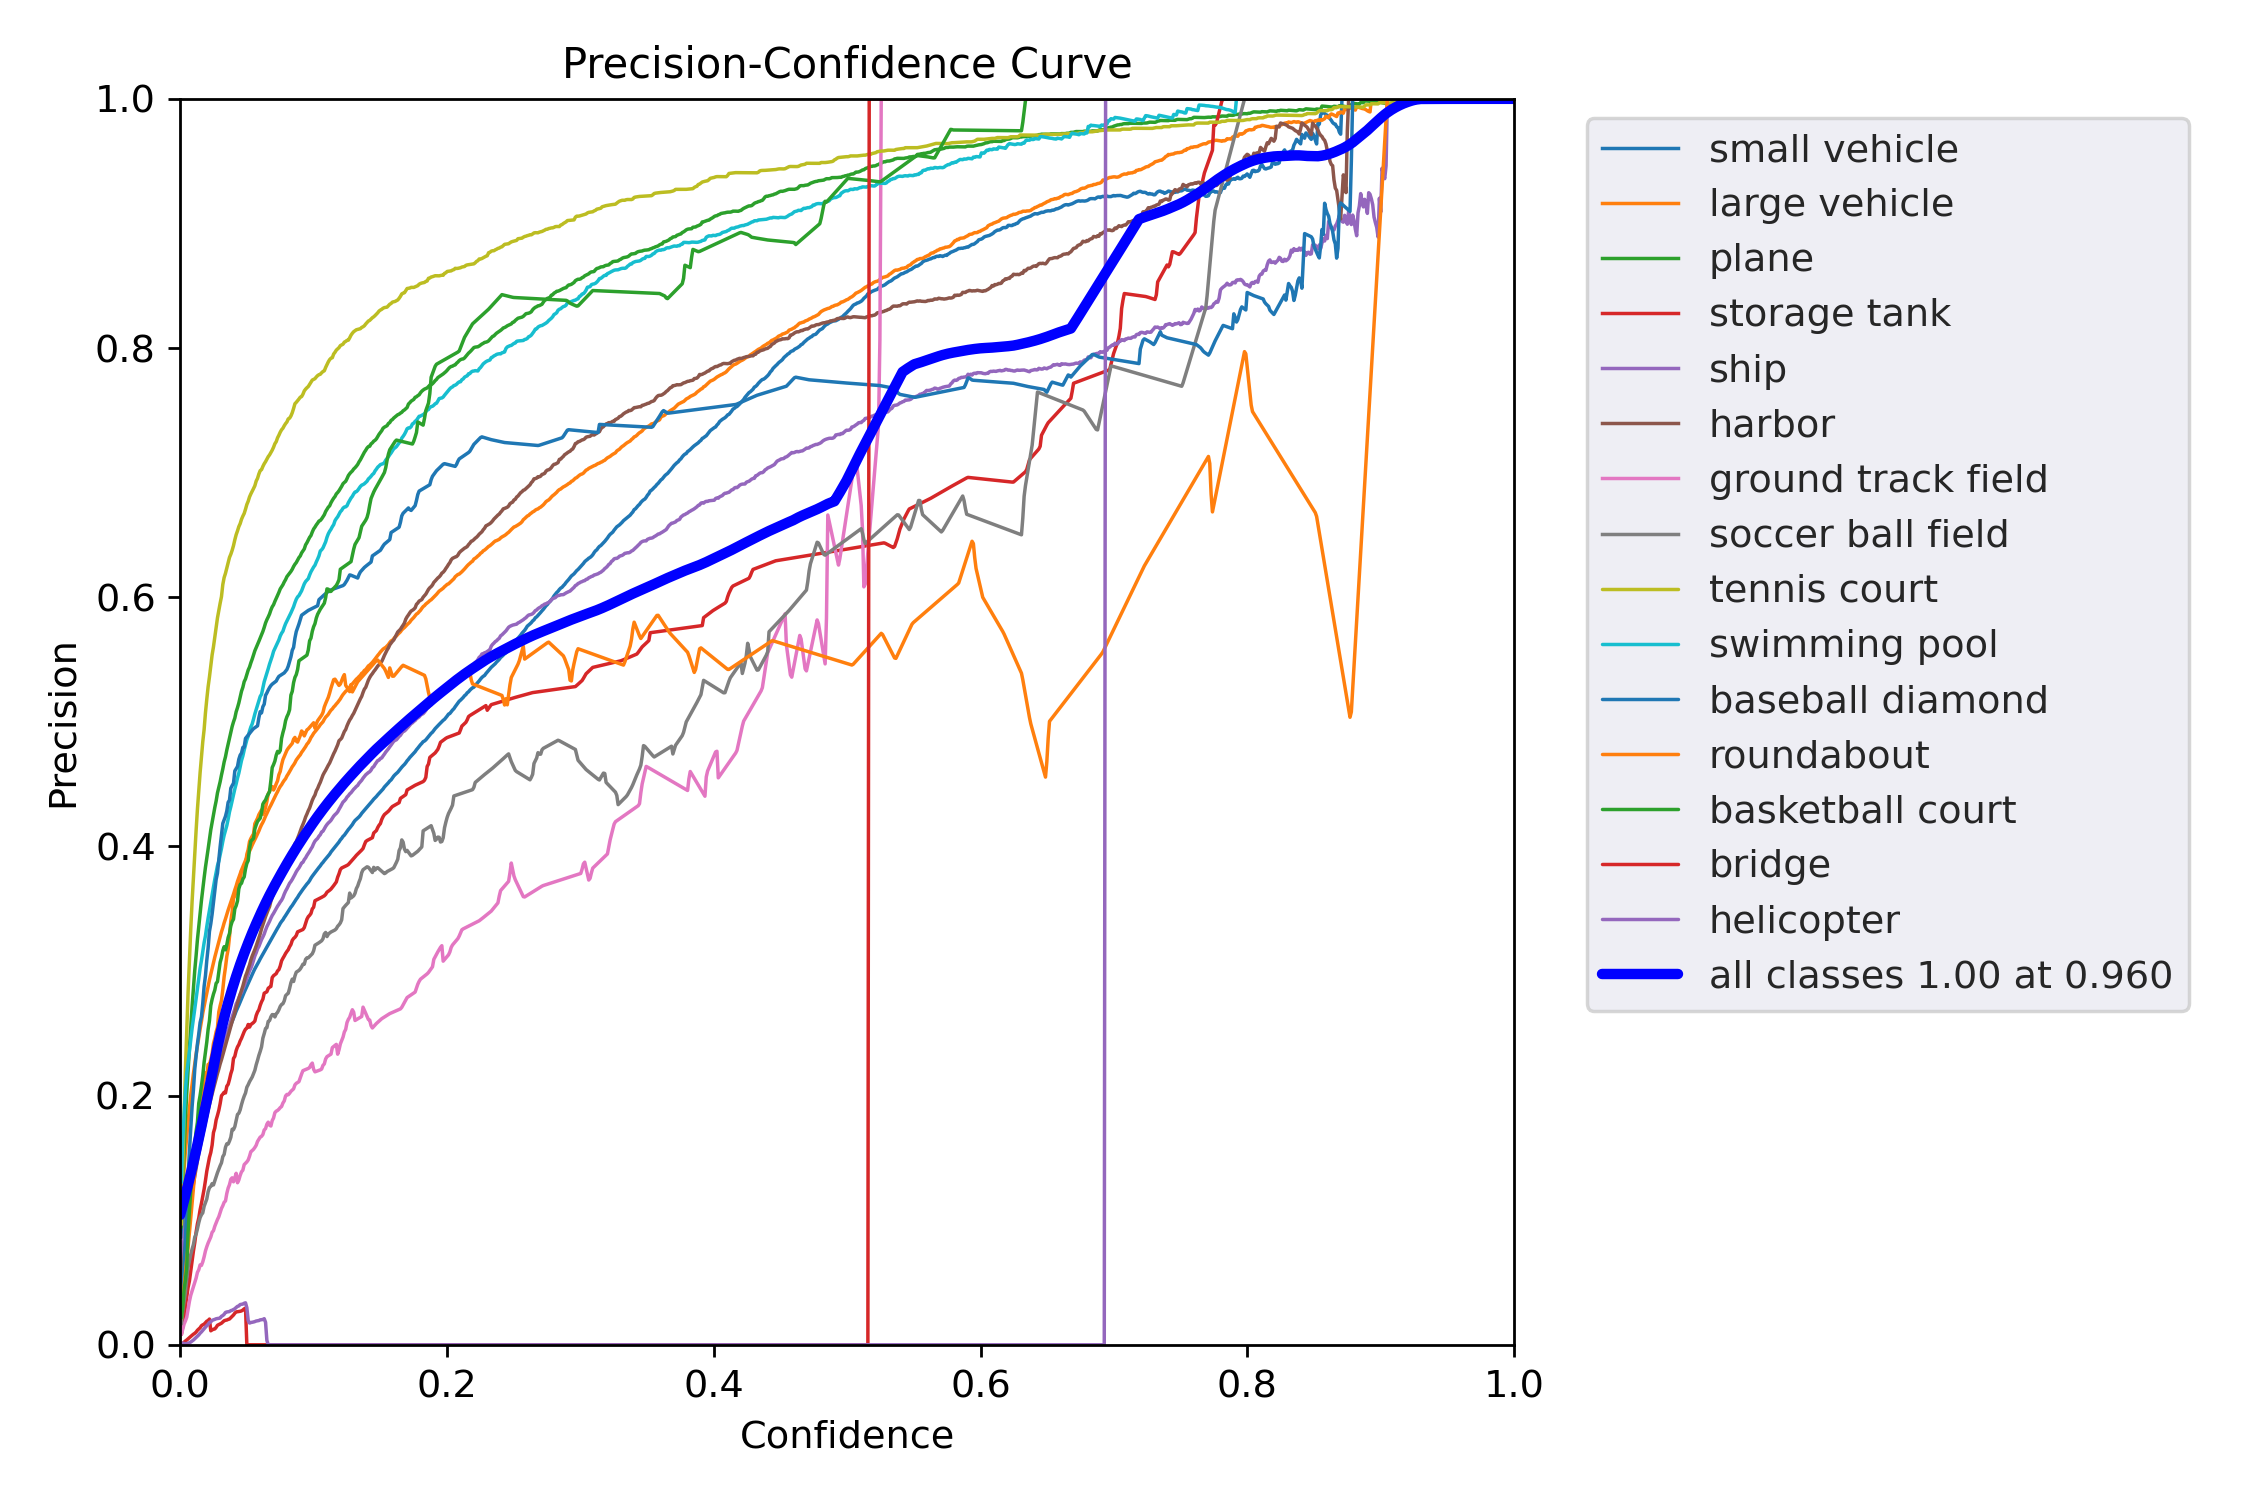 Precision-Confidence Curve
1.0
0.8
0.6
0.4
0.2
0.0
Precision
0.0 0.2 0.4 0.6 0.8 1.0
Confidence
small vehicle
large vehicle
plane
storage tank
ship
harbor
ground track field
soccer ball field
tennis court
swimming pool
baseball diamond
roundabout
basketball court
bridge
helicopter
all classes 1.00 at 0.960